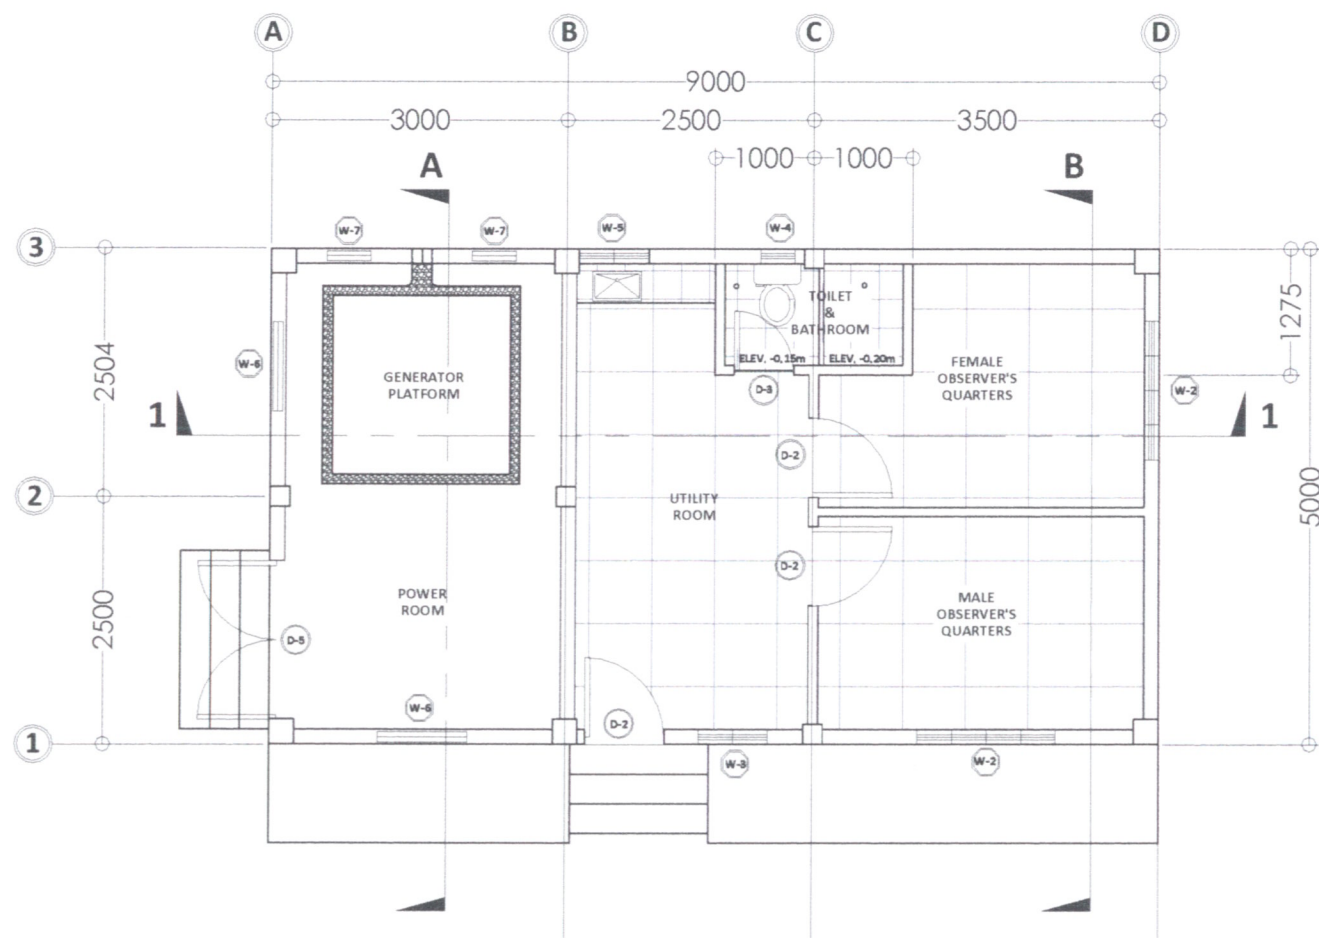 A B C D
9000
3000 2500 3500
1000 1000
A B
W-7 W-7 W-5 W-4
3
TOILET
&
BATHROOM
1275
ELEV. -0,15m ELEV. -0,20m
W-6
2504
GENERATOR
PLATFORM
FEMALE
OBSERVER'S
QUARTERS
D-3
W-2
1 1
D-2
2
UTILITY
ROOM
5000
D-2
2500
POWER
ROOM
MALE
OBSERVER'S
QUARTERS
D-5
W-6
D-2
1
W-3 W-2